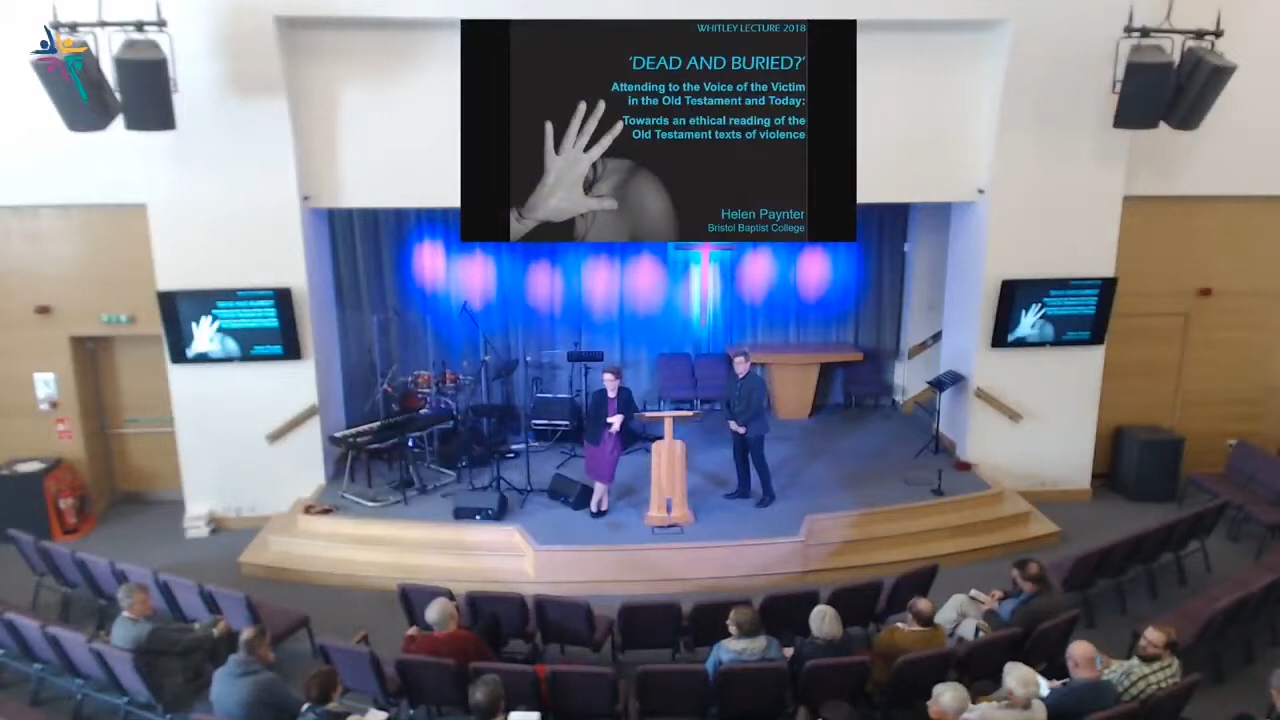 WHITLEY LECTURE 2018
'DEAD AND BURIED?'
Attending to the Voice of the Victim
in the Old Testament and Today:
Towards an ethical reading of the
Old Testament texts of violence
Helen Paynter
Bristol Baptist College